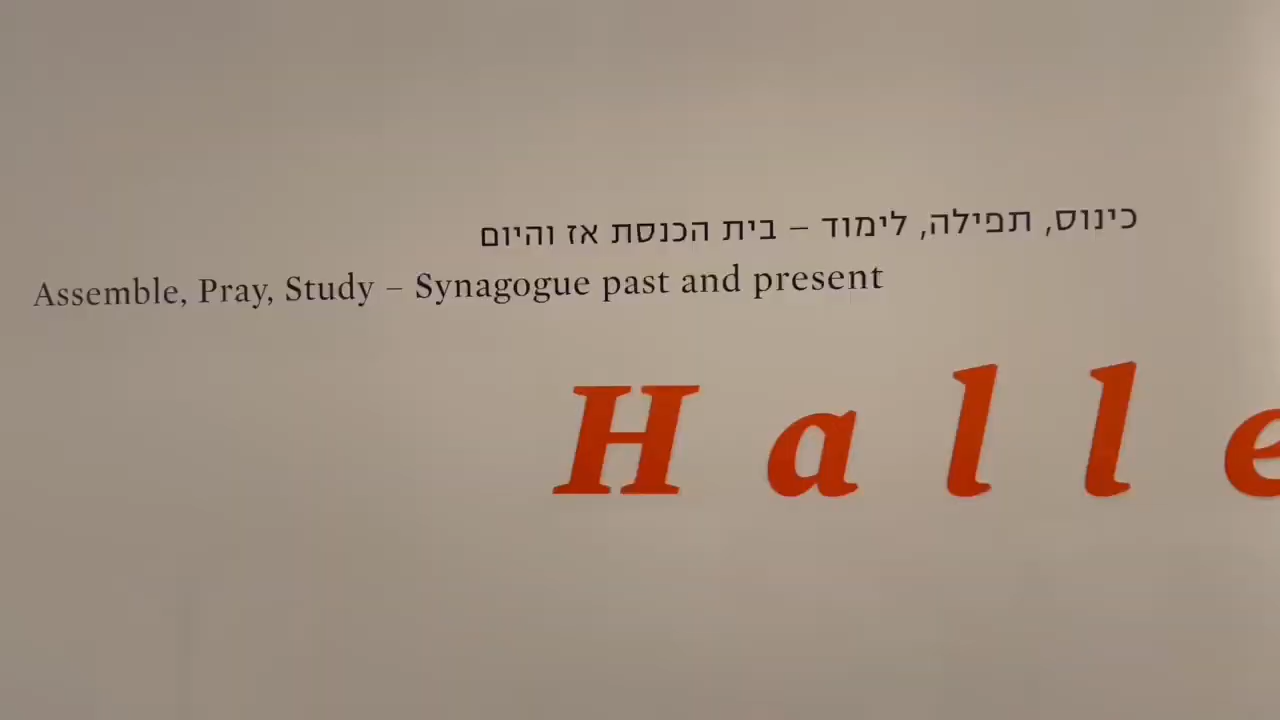 כינוס, תפילה, לימוד – בית הכנסת אז והיום
Assemble, Pray, Study – Synagogue past and present
Halle